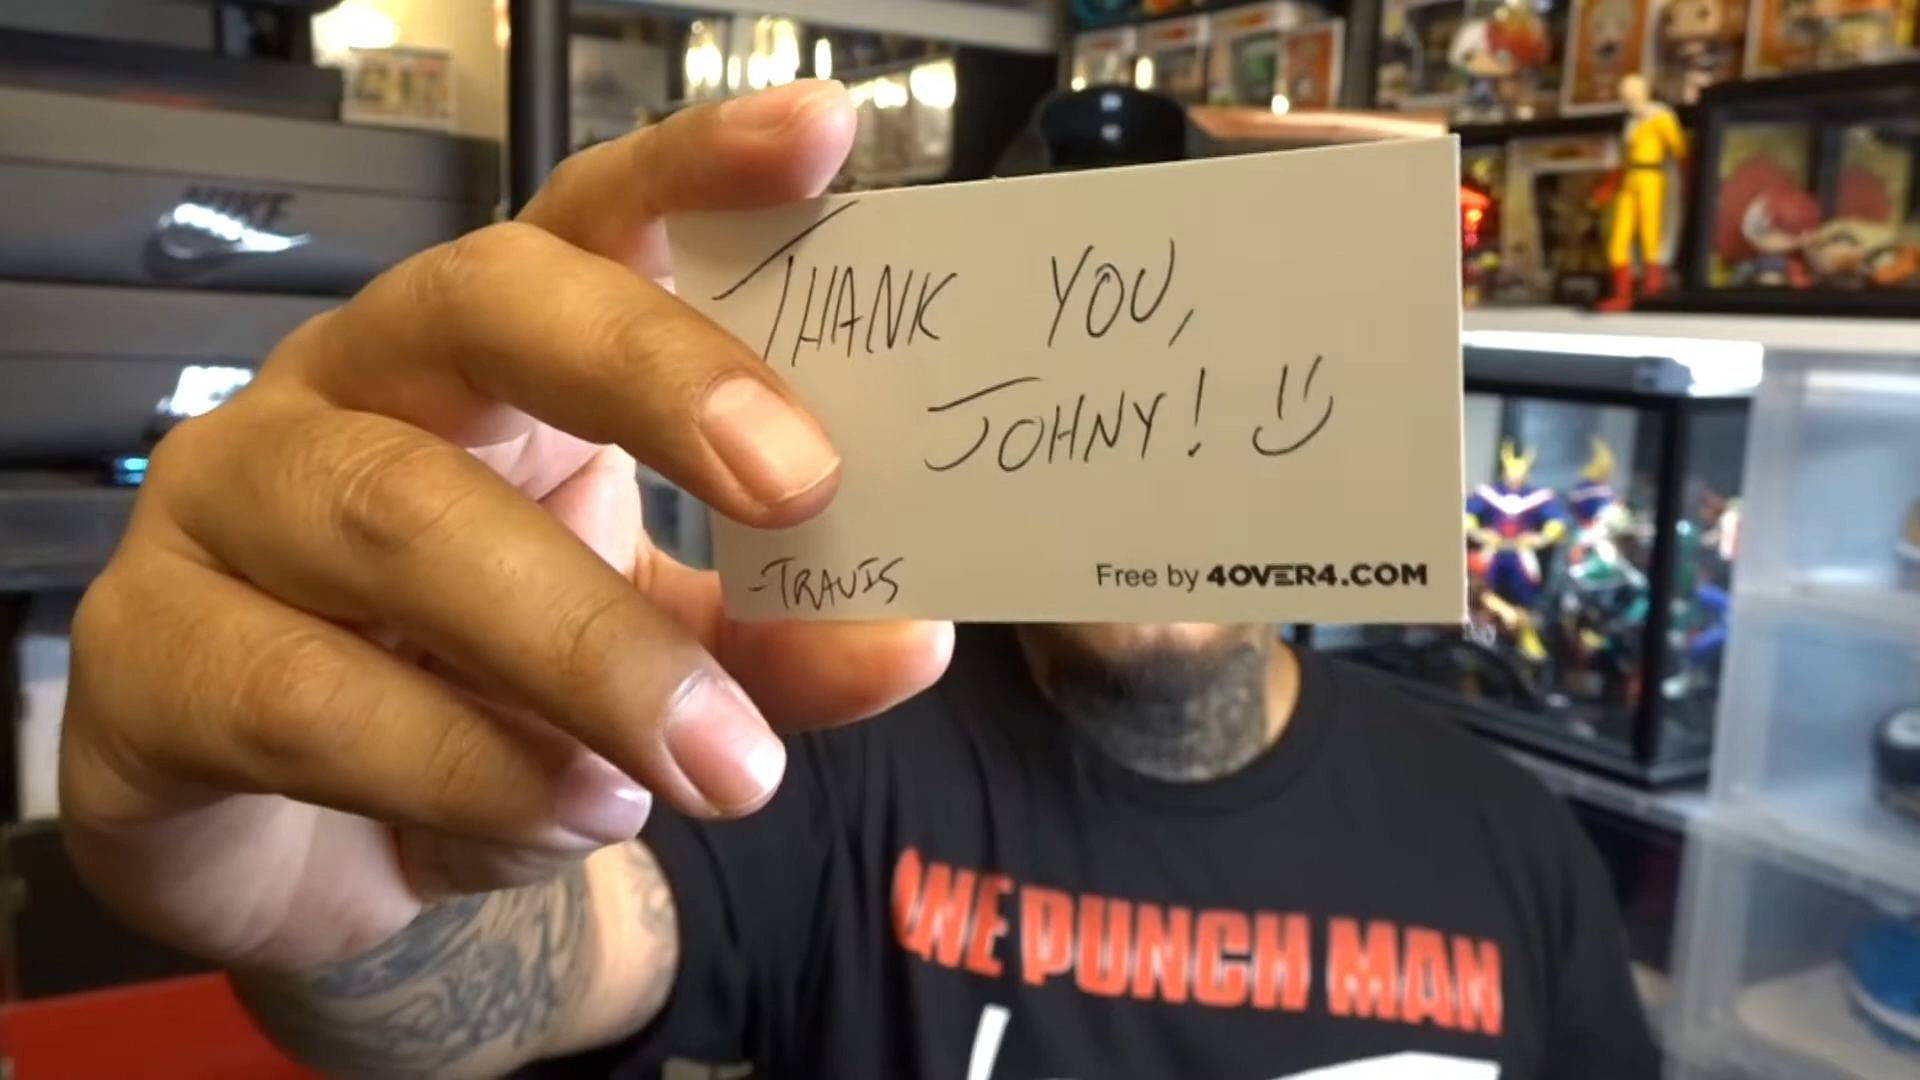 NIKE
THANK YOU,
JOHNY!
-TRAVIS
Free by 4OVER4.COM
ONE PUNCH MAN